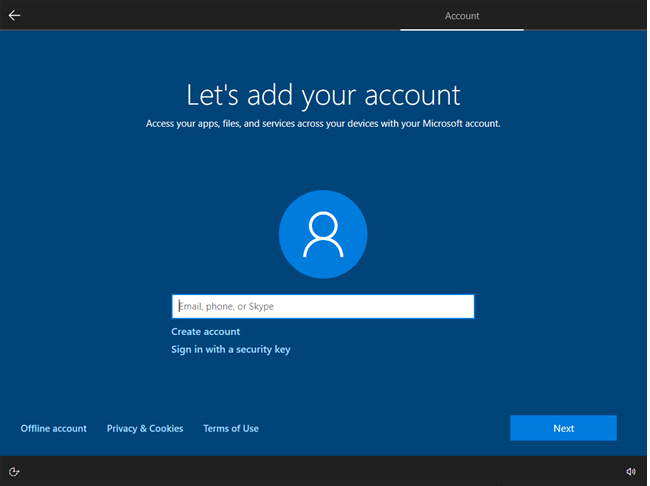 Account
Let's add your account
Access your apps, files, and services across your devices with your Microsoft account.
Email, phone, or Skype
Create account
Sign in with a security key
Offline account
Privacy & Cookies
Terms of Use
Next